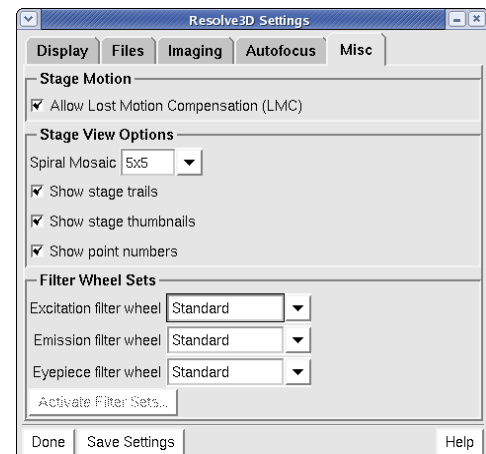 Resolve3D Settings
Display Files Imaging Autofocus Misc
Stage Motion
Allow Lost Motion Compensation (LMC)
Stage View Options
Spiral Mosaic 5x5
Show stage trails
Show stage thumbnails
Show point numbers
Filter Wheel Sets
Excitation filter wheel Standard
Emission filter wheel Standard
Eyepiece filter wheel Standard
Activate Filter Sets...
Done Save Settings Help